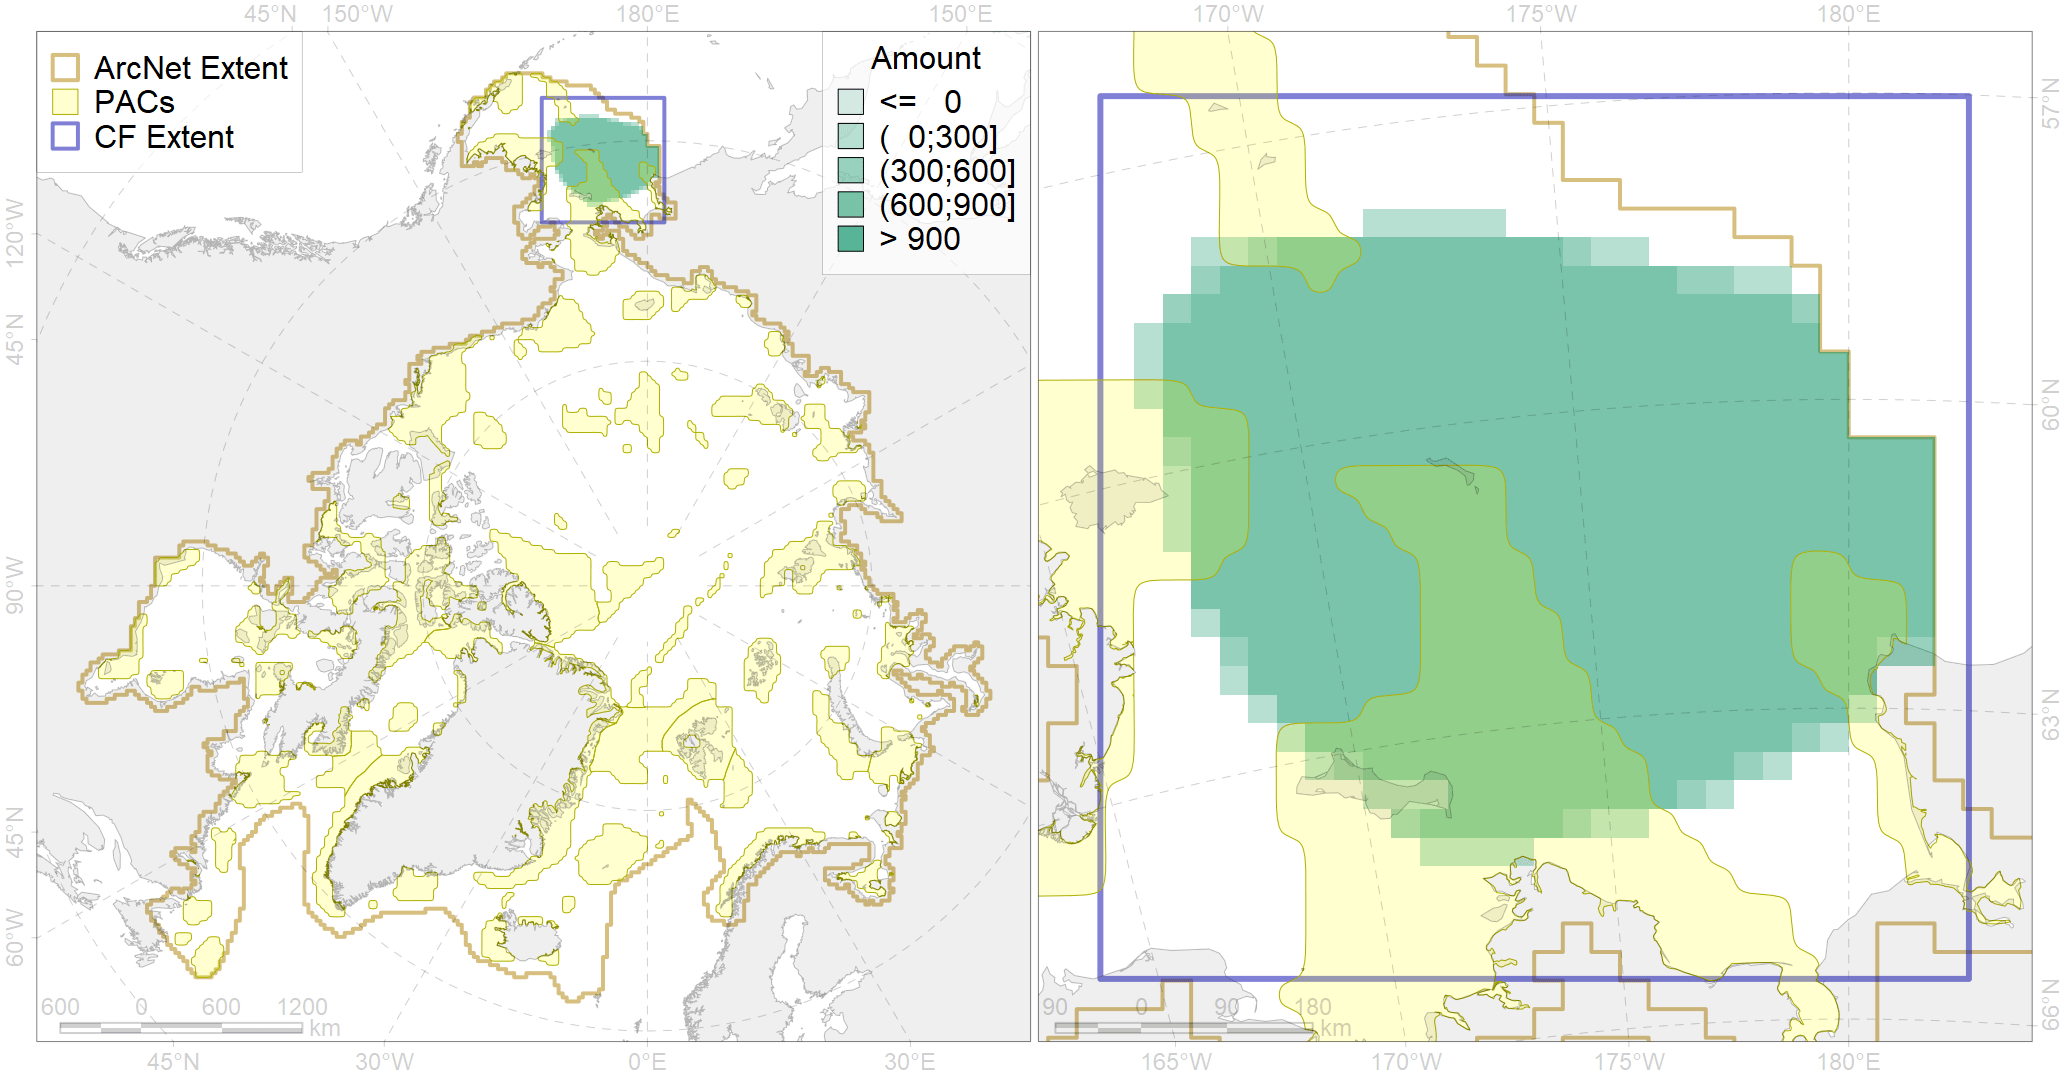 45°N 150°W 180°E 150°E 170°W 175°W 180°E
ArcNet Extent
PACs
CF Extent
Amount
<= 0
( 0;300]
(300;600]
(600;900]
> 900
120°W
45°N
90°W
45°N
60°W
57°N
60°N
63°N
66°N
600 0 600 1200
km
90 0 90 180
km
45°N 30°W 0°E 30°E 165°W 170°W 175°W 180°E